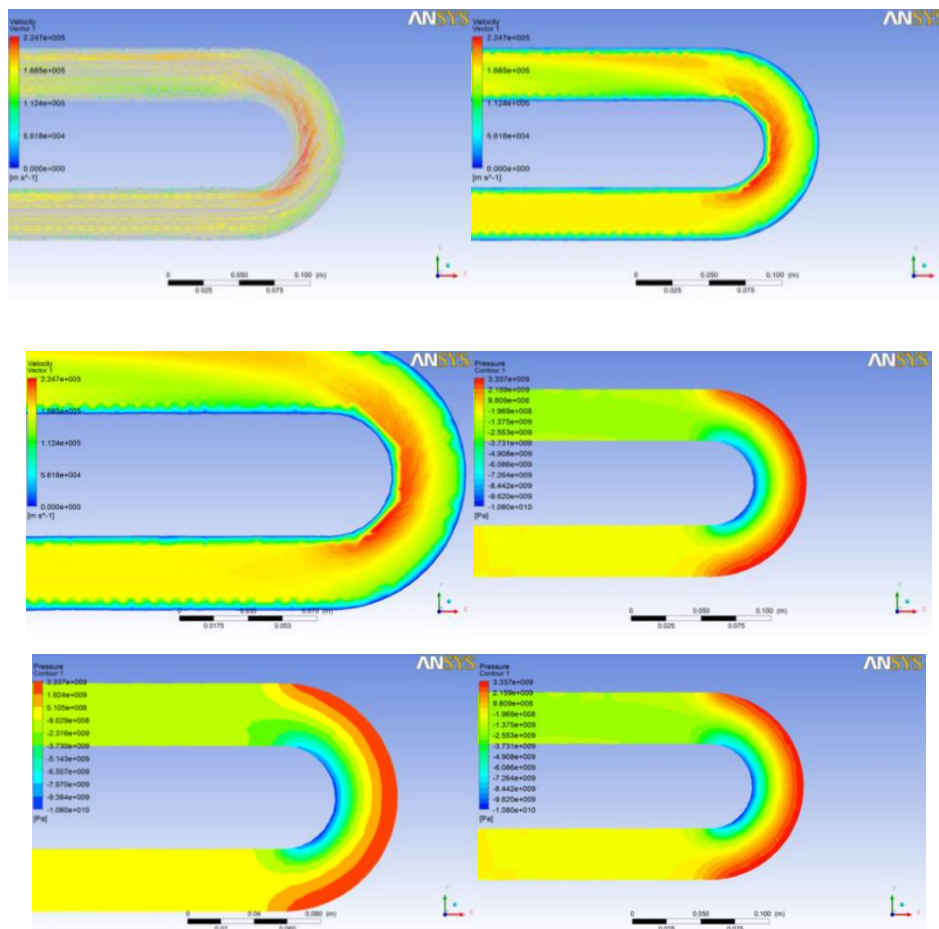 Velocity
Vector 1
2.247e+005
1.685e+005
1.124e+005
5.618e+004
0.000e+000
[m s^-1]
ANSYS
0 0.050 0.100 (m)
0.025 0.075
Y
X
Velocity
Vector 1
2.247e+005
1.685e+005
1.124e+005
5.618e+004
0.000e+000
[m s^-1]
ANSYS
0 0.050 0.100 (m)
0.025 0.075
Y
X
Velocity
Vector 1
2.247e+005
1.685e+005
1.124e+005
5.618e+004
0.000e+000
[m s^-1]
ANSYS
0 0.035 0.070 (m)
0.0175 0.053
Y
X
Pressure
Contour 1
3.337e+009
2.159e+009
9.809e+008
-1.969e+008
-1.375e+009
-2.553e+009
-3.731e+009
-4.908e+009
-6.086e+009
-7.264e+009
-8.442e+009
-9.620e+009
-1.080e+010
[Pa]
ANSYS
0 0.050 0.100 (m)
0.025 0.075
Y
X
Pressure
Contour 1
3.337e+009
1.924e+009
5.105e+008
-9.029e+008
-2.316e+009
-3.730e+009
-5.143e+009
-6.557e+009
-7.970e+009
-9.384e+009
-1.080e+010
[Pa]
ANSYS
0 0.04 0.080 (m)
Y
X
Pressure
Contour 1
3.337e+009
2.159e+009
9.809e+008
-1.969e+008
-1.375e+009
-2.553e+009
-3.731e+009
-4.908e+009
-6.086e+009
-7.264e+009
-8.442e+009
-9.620e+009
-1.080e+010
[Pa]
ANSYS
0 0.050 0.100 (m)
Y
X